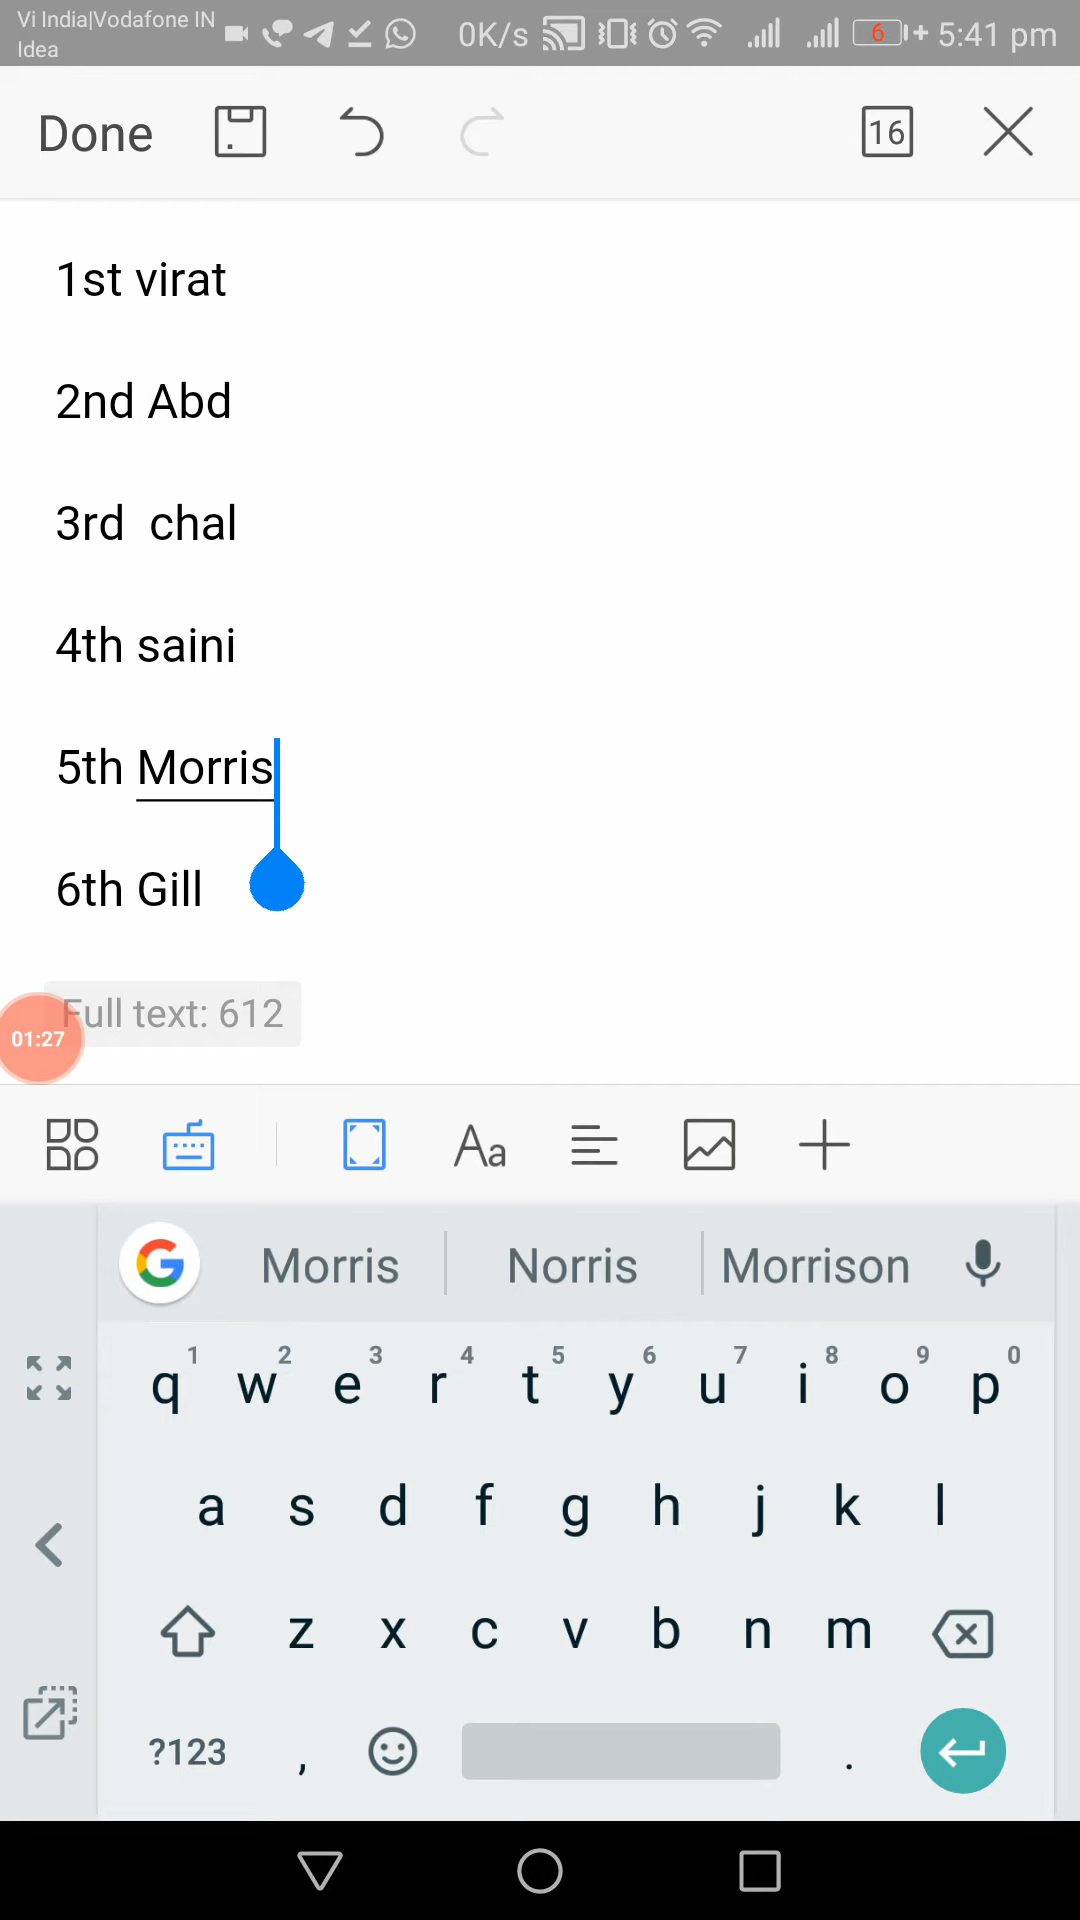 Vi India|Vodafone IN
Idea
0K/s
6
5:41 pm
Done
16
1st virat
2nd Abd
3rd  chal
4th saini
5th Morris
6th Gill
Full text: 612
01:27
Aa
G Morris Norris Morrison
1 2 3 4 5 6 7 8 9 0
q w e r t y u i o p
a s d f g h j k l
z x c v b n m
?123 , .